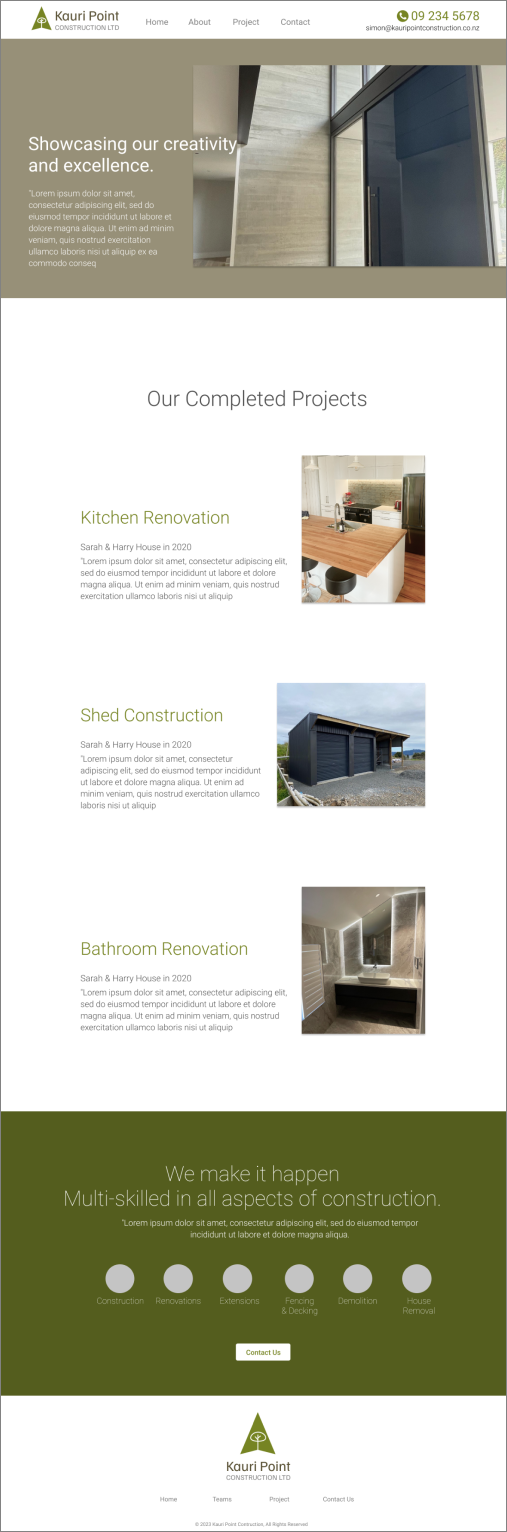 Kauri Point
CONSTRUCTION LTD
Home
About
Project
Contact
09 234 5678
simon@kauripointconstruction.co.nz
Showcasing our creativity
and excellence.
"Lorem ipsum dolor sit amet,
consectetur adipiscing elit, sed do
eiusmod tempor incididunt ut labore et
dolore magna aliqua. Ut enim ad minim
veniam, quis nostrud exercitation
ullamco laboris nisi ut aliquip ex ea
commodo conseq
Our Completed Projects
Kitchen Renovation
Sarah & Harry House in 2020
"Lorem ipsum dolor sit amet, consectetur adipiscing elit,
sed do eiusmod tempor incididunt ut labore et dolore
magna aliqua. Ut enim ad minim veniam, quis nostrud
exercitation ullamco laboris nisi ut aliquip
Shed Construction
Sarah & Harry House in 2020
"Lorem ipsum dolor sit amet, consectetur
adipiscing elit, sed do eiusmod tempor incididunt
ut labore et dolore magna aliqua. Ut enim ad
minim veniam, quis nostrud exercitation ullamco
laboris nisi ut aliquip
Bathroom Renovation
Sarah & Harry House in 2020
"Lorem ipsum dolor sit amet, consectetur adipiscing elit,
sed do eiusmod tempor incididunt ut labore et dolore
magna aliqua. Ut enim ad minim veniam, quis nostrud
exercitation ullamco laboris nisi ut aliquip
We make it happen
Multi-skilled in all aspects of construction.
"Lorem ipsum dolor sit amet, consectetur adipiscing elit, sed do eiusmod tempor
incididunt ut labore et dolore magna aliqua.
Construction
Renovations
Extensions
Fencing
& Decking
Demolition
House
Removal
Contact Us
Kauri Point
CONSTRUCTION LTD
Home
Teams
Project
Contact Us